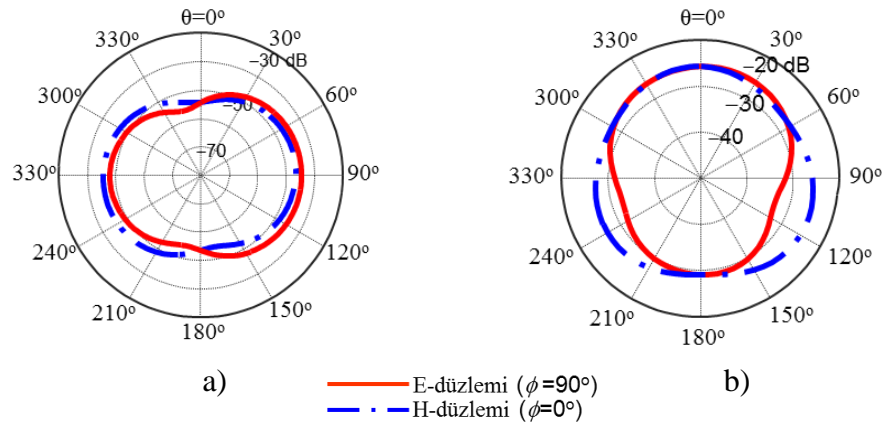 θ=0º
330º
30º
–30 dB
300º
60º
–50
–70
330º
90º
240º
120º
210º
150º
180º
θ=0º
330º
30º
–20 dB
300º
60º
–30
–40
330º
90º
240º
120º
210º
150º
180º
a)
b)
E-düzlemi (ϕ=90º)
H-düzlemi (ϕ=0º)